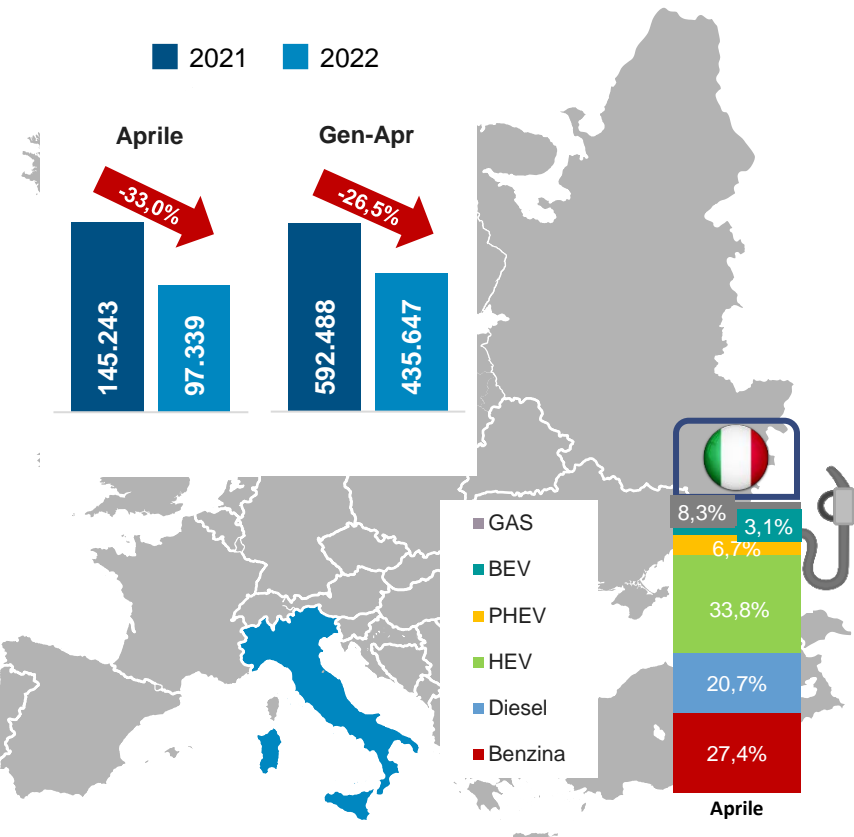 2021 2022
Aprile Gen-Apr
-33,0% -26,5%
145.243 97.339 592.488 435.647
GAS
BEV
PHEV
HEV
Diesel
Benzina
8,3%
3,1%
6,7%
33,8%
20,7%
27,4%
Aprile